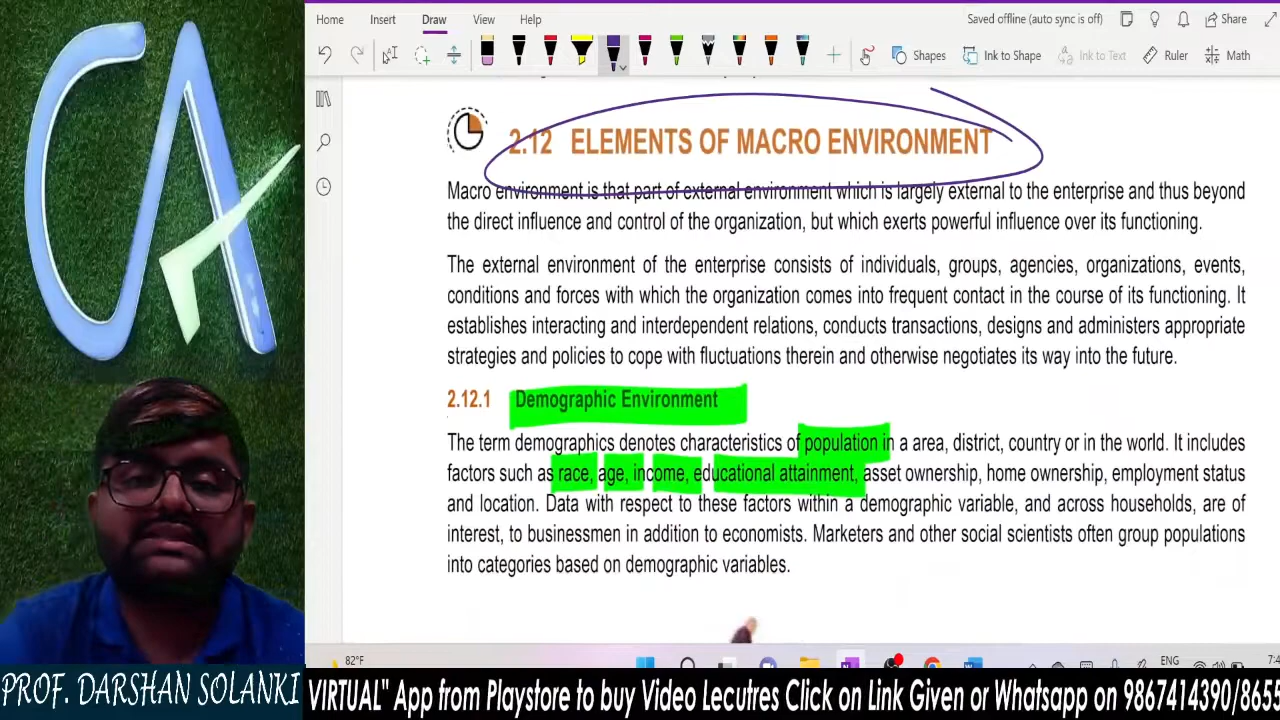 Home Insert Draw View Help Saved offline (auto sync is off) Share
Shapes Ink to Shape Ink to Text Ruler Math
CA
2.12 ELEMENTS OF MACRO ENVIRONMENT
Macro environment is that part of external environment which is largely external to the enterprise and thus beyond
the direct influence and control of the organization, but which exerts powerful influence over its functioning.
The external environment of the enterprise consists of individuals, groups, agencies, organizations, events,
conditions and forces with which the organization comes into frequent contact in the course of its functioning. It
establishes interacting and interdependent relations, conducts transactions, designs and administers appropriate
strategies and policies to cope with fluctuations therein and otherwise negotiates its way into the future.
2.12.1 Demographic Environment
The term demographics denotes characteristics of population in a area, district, country or in the world. It includes
factors such as race, age, income, educational attainment, asset ownership, home ownership, employment status
and location. Data with respect to these factors within a demographic variable, and across households, are of
interest, to businessmen in addition to economists. Marketers and other social scientists often group populations
into categories based on demographic variables.
82°F ENG 7:4
PROF. DARSHAN SOLANKI VIRTUAL" App from Playstore to buy Video Lecutres Click on Link Given or Whatsapp on 9867414390/8655